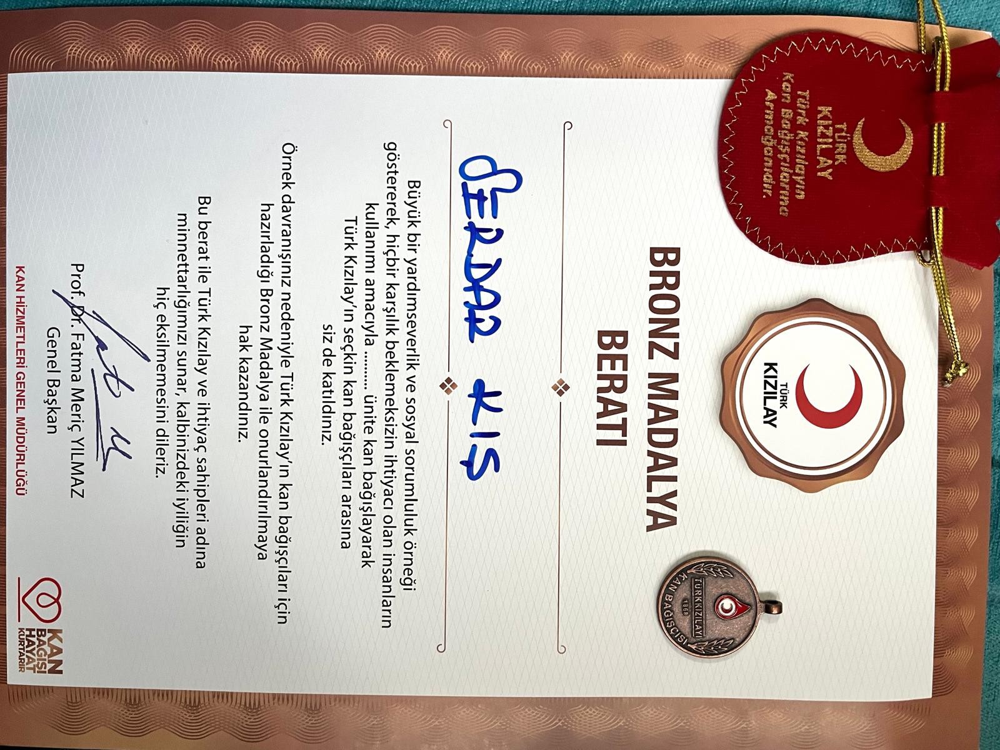 TÜRK
KIZILAY
Türk Kızılayın
Kan Bağışçılarına
Armağanıdır.
TÜRK
KIZILAY
TÜRK KIZILAYI
1868
KAN BAĞIŞÇISI
BRONZ MADALYA
BERATI
SERDAR KIŞ
Büyük bir yardımseverlik ve sosyal sorumluluk örneği
göstererek, hiçbir karşılık beklemeksizin ihtiyacı olan insanların
kullanımı amacıyla .......... ünite kan bağışlayarak
Türk Kızılay'ın seçkin kan bağışçıları arasına
siz de katıldınız.
Örnek davranışınız nedeniyle Türk Kızılay'ın kan bağışçıları için
hazırladığı Bronz Madalya ile onurlandırılmaya
hak kazandınız.
Bu berat ile Türk Kızılay ve ihtiyaç sahipleri adına
minnettarlığımızı sunar, kalbinizdeki iyiliğin
hiç eksilmemesini dileriz.
Prof. Dr. Fatma Meriç YILMAZ
Genel Başkan
KAN HİZMETLERİ GENEL MÜDÜRLÜĞÜ
KAN
BAĞIŞI
HAYAT
KURTARIR